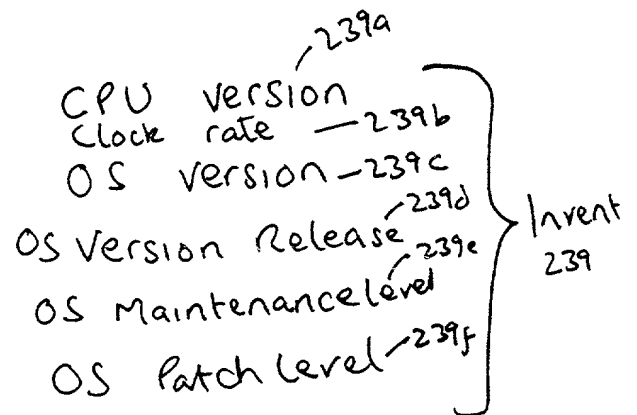 239a
CPU version
Clock rate 239b
OS version 239c
239d
OS Version Release
239e
OS Maintenance level
OS Patch Level 239f
Invent
239